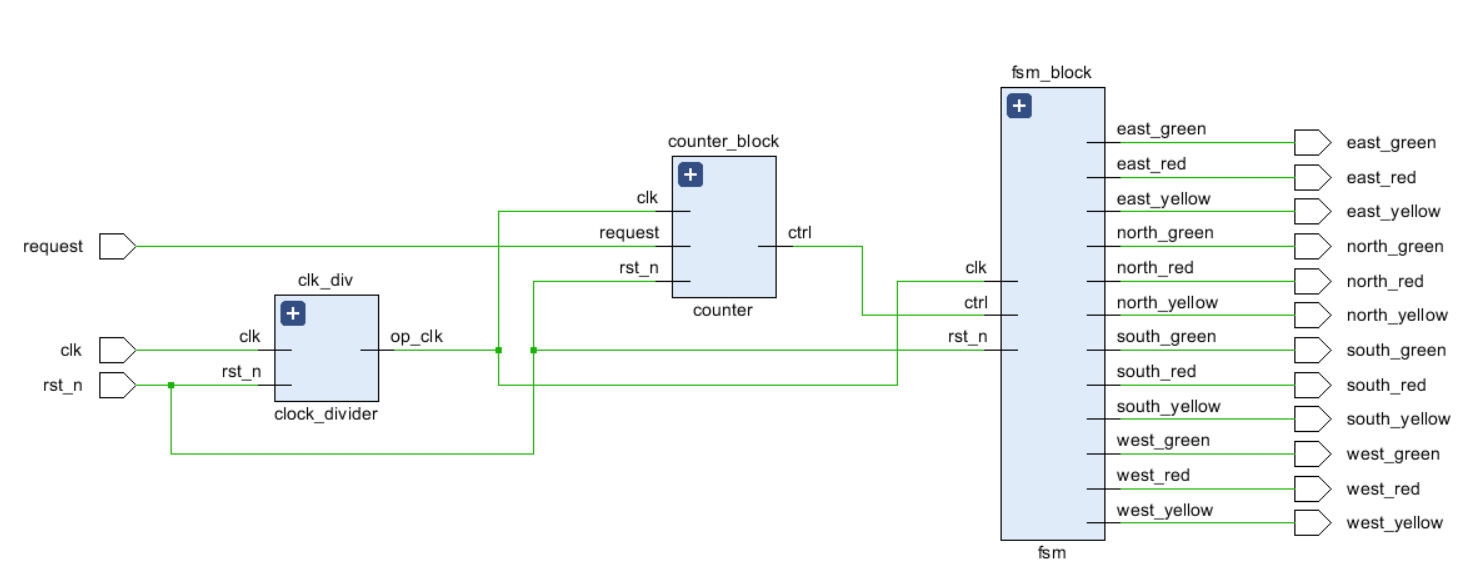 request
clk
rst_n
clk_div
clk
rst_n
op_clk
clock_divider
counter_block
clk
request
rst_n
ctrl
counter
fsm_block
clk
ctrl
rst_n
east_green
east_red
east_yellow
north_green
north_red
north_yellow
south_green
south_red
south_yellow
west_green
west_red
west_yellow
fsm
east_green
east_red
east_yellow
north_green
north_red
north_yellow
south_green
south_red
south_yellow
west_green
west_red
west_yellow